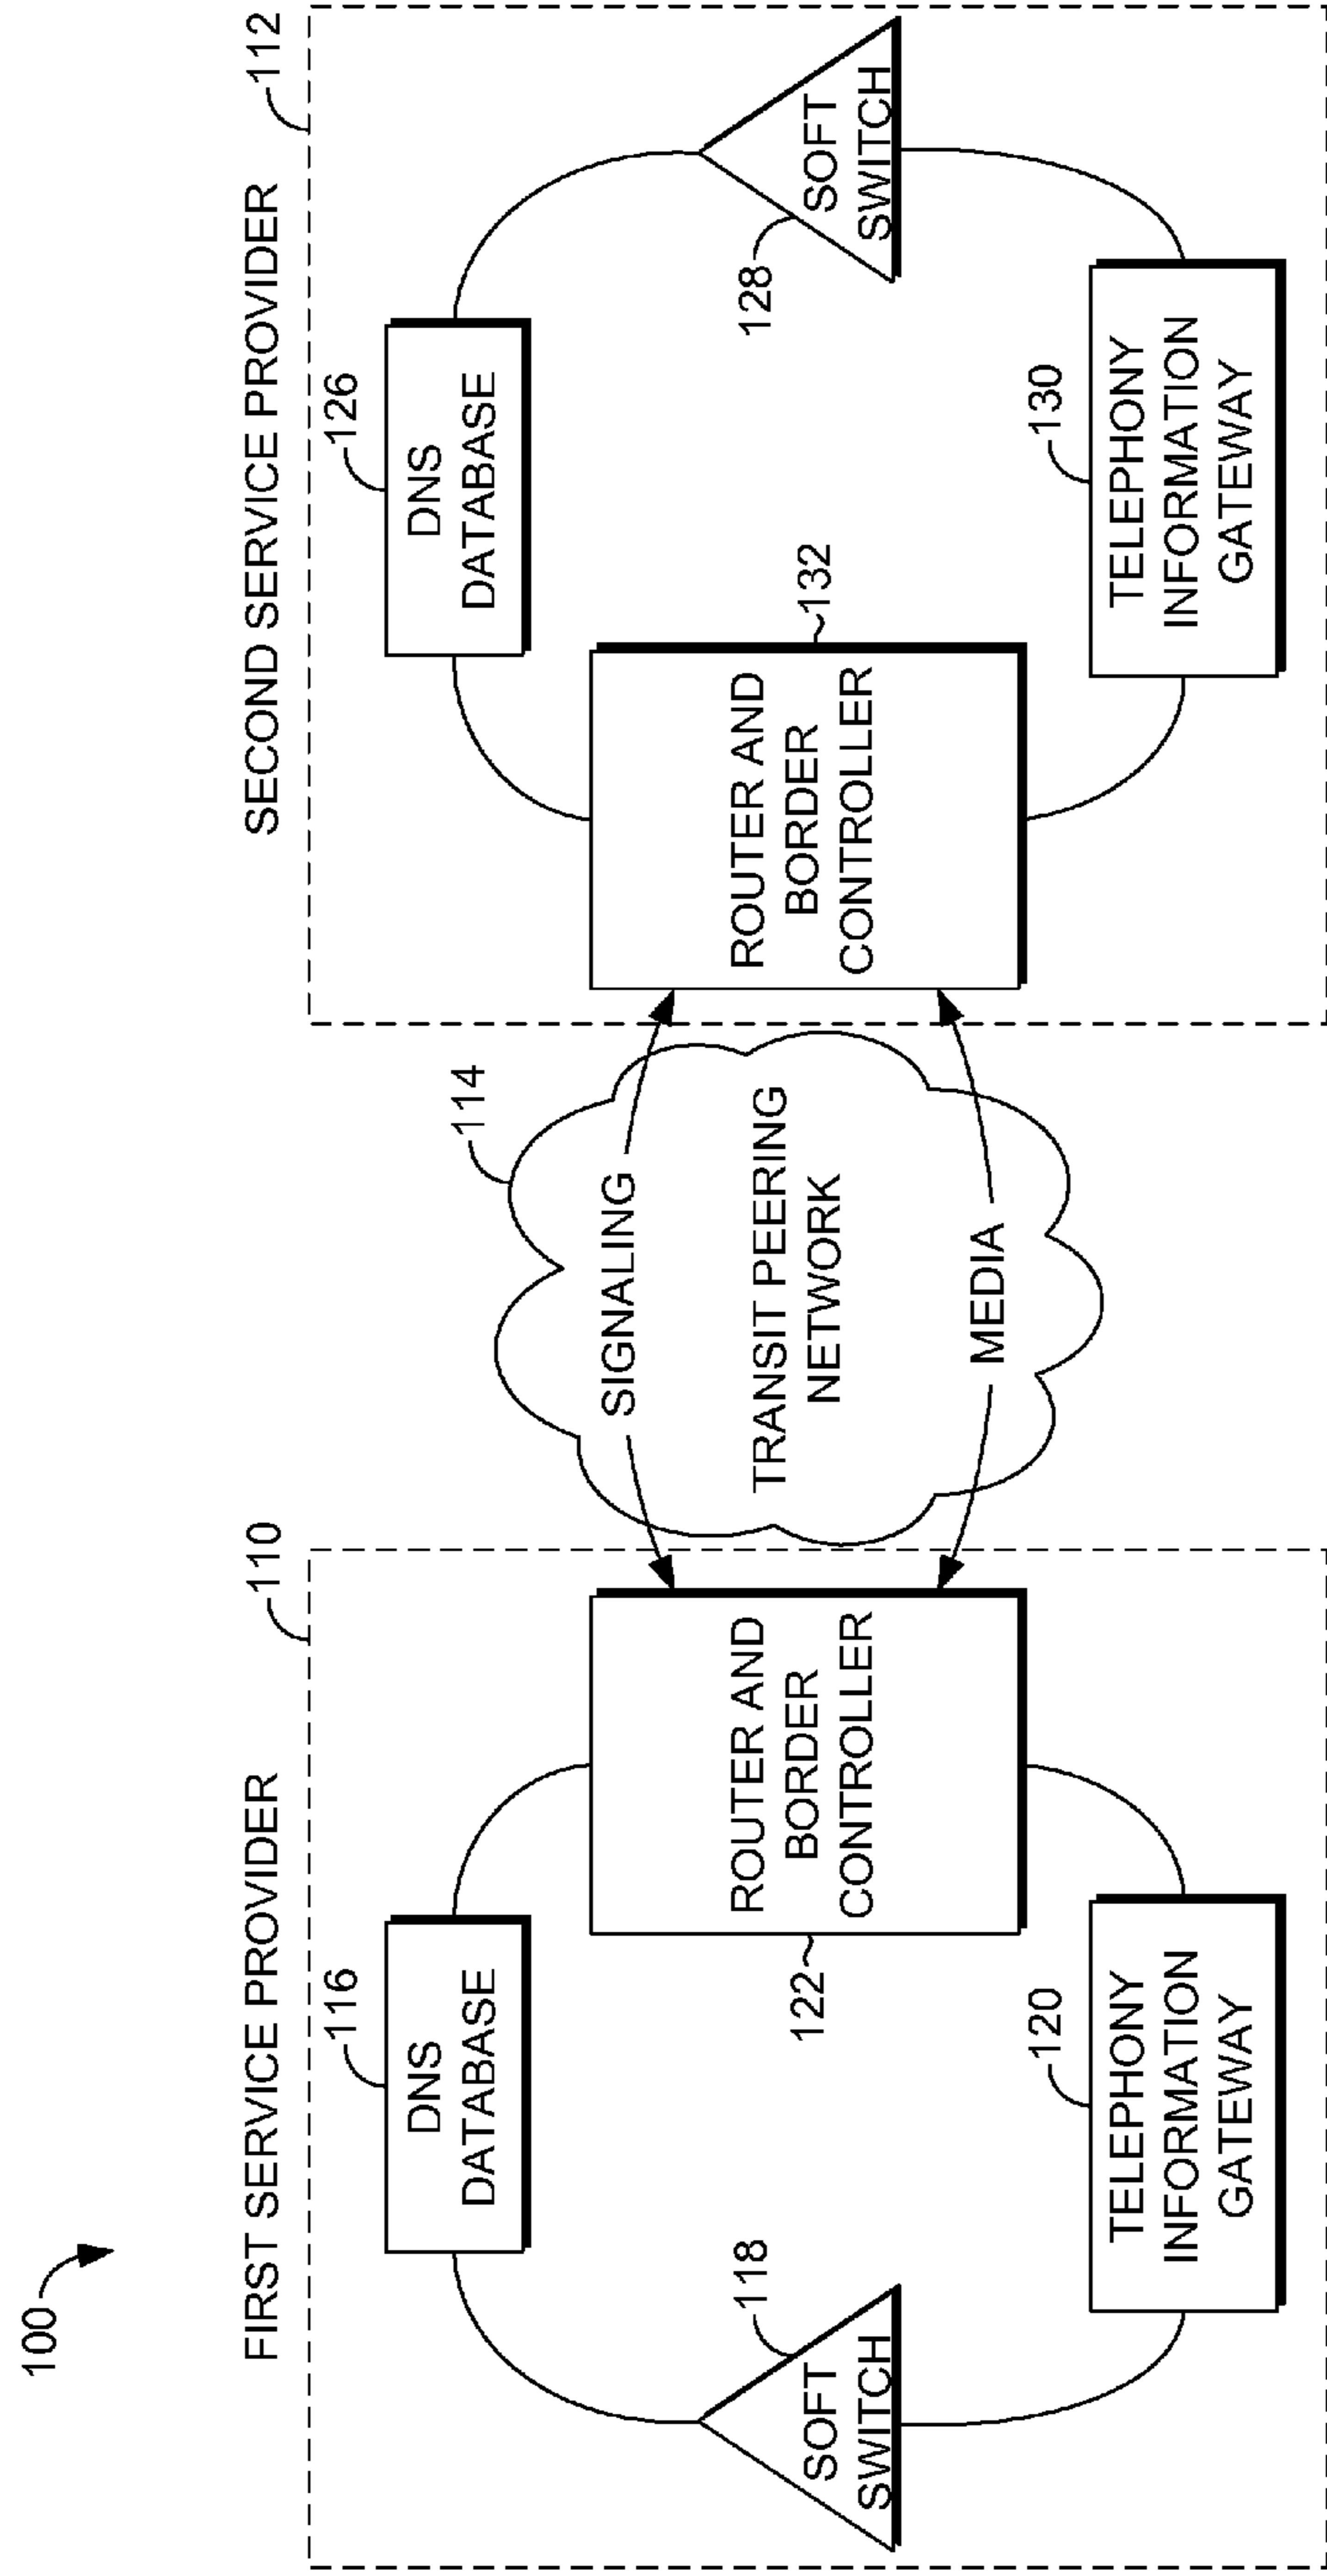 100
FIRST SERVICE PROVIDER
110
116
DNS
DATABASE
118
SOFT
SWITCH
122
ROUTER AND
BORDER
CONTROLLER
120
TELEPHONY
INFORMATION
GATEWAY
114
SIGNALING
TRANSIT PEERING
NETWORK
MEDIA
SECOND SERVICE PROVIDER
112
126
DNS
DATABASE
132
ROUTER AND
BORDER
CONTROLLER
128
SOFT
SWITCH
130
TELEPHONY
INFORMATION
GATEWAY